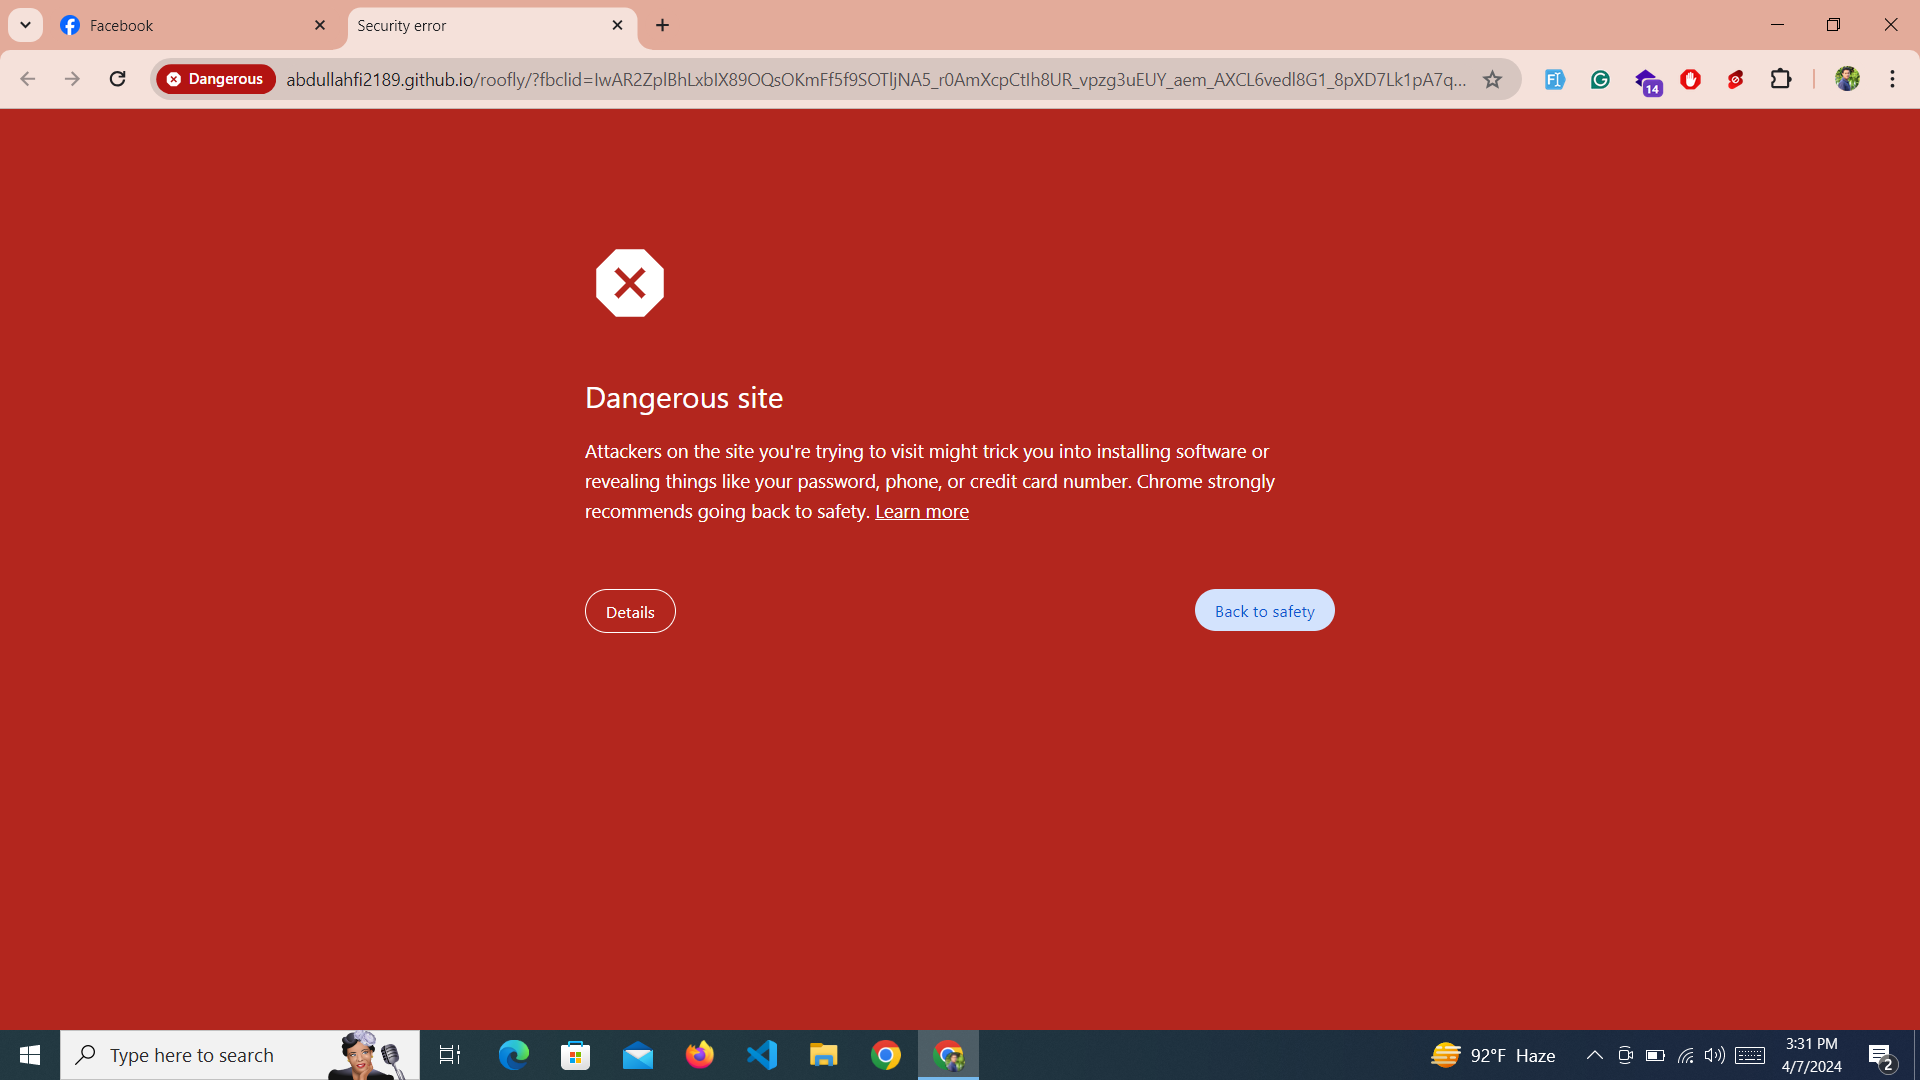 Facebook
Security error
Dangerous
abdullahfi2189.github.io/roofly/?fbclid=IwAR2ZplBhLxbIX89OQsOKmFf5f9SOTljNA5_r0AmXcpCtIh8UR_vpzg3uEUY_aem_AXCL6vedl8G1_8pXD7Lk1pA7q...
14
Dangerous site
Attackers on the site you're trying to visit might trick you into installing software or
revealing things like your password, phone, or credit card number. Chrome strongly
recommends going back to safety. Learn more
Details
Back to safety
Type here to search
92°F Haze
3:31 PM
4/7/2024
2